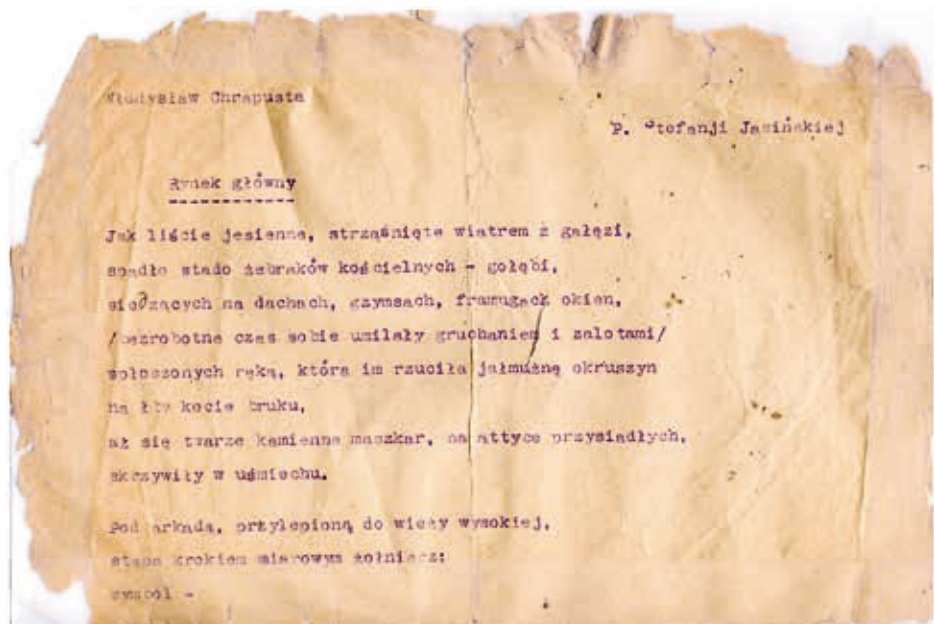 Władysław Chrapusta
P. Stefanji Jasińskiej
Rynek główny
Jak liście jesienne, strząśnięte wiatrem z gałęzi,
spadło stado żebraków kościelnych - gołębi,
siedzących na dachach, gzymsach, framugach okien,
/bezrobotne czas sobie umilały gruchaniem i zalotami/
spłoszonych ręką, która im rzuciła jałmużnę okruszyn
na łby kocie bruku,
aż się twarze kamienne maszkar, na attyce przysiadłych,
skrzywiły w uśmiechu.
Pod arkadą, przylepioną do wieży wysokiej,
stąpa krokiem miarowym żołnierz:
symbol -